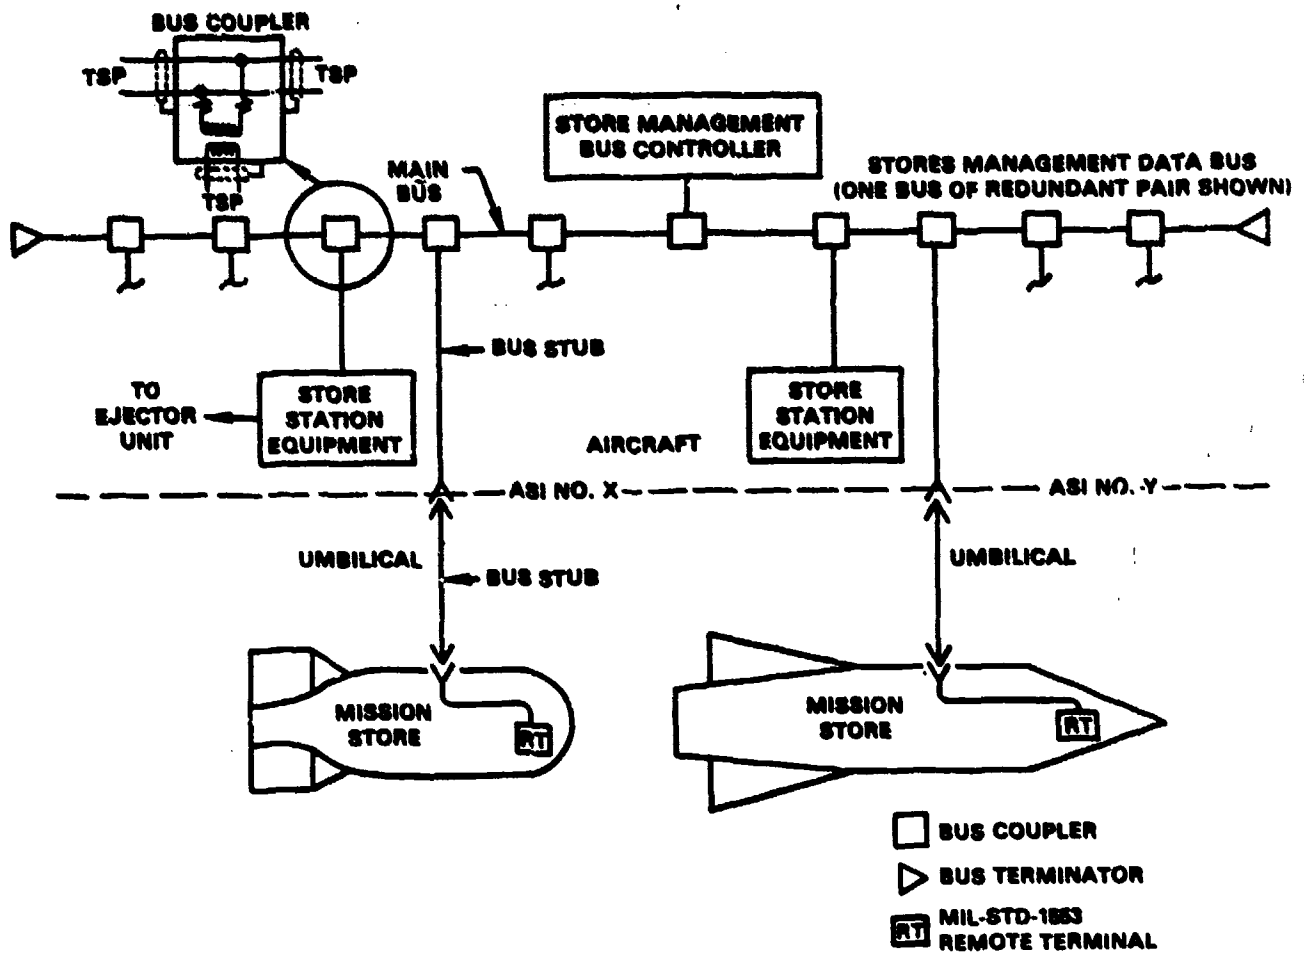 BUS COUPLER
TSP
TSP
TSP
STORE MANAGEMENT
BUS CONTROLLER
MAIN
BUS
STORES MANAGEMENT DATA BUS
(ONE BUS OF REDUNDANT PAIR SHOWN)
BUS STUB
TO
EJECTOR
UNIT
STORE
STATION
EQUIPMENT
AIRCRAFT
STORE
STATION
EQUIPMENT
ASI NO. X
ASI NO. Y
UMBILICAL
BUS STUB
UMBILICAL
MISSION
STORE
RT
MISSION
STORE
RT
BUS COUPLER
BUS TERMINATOR
RT
MIL-STD-1553
REMOTE TERMINAL